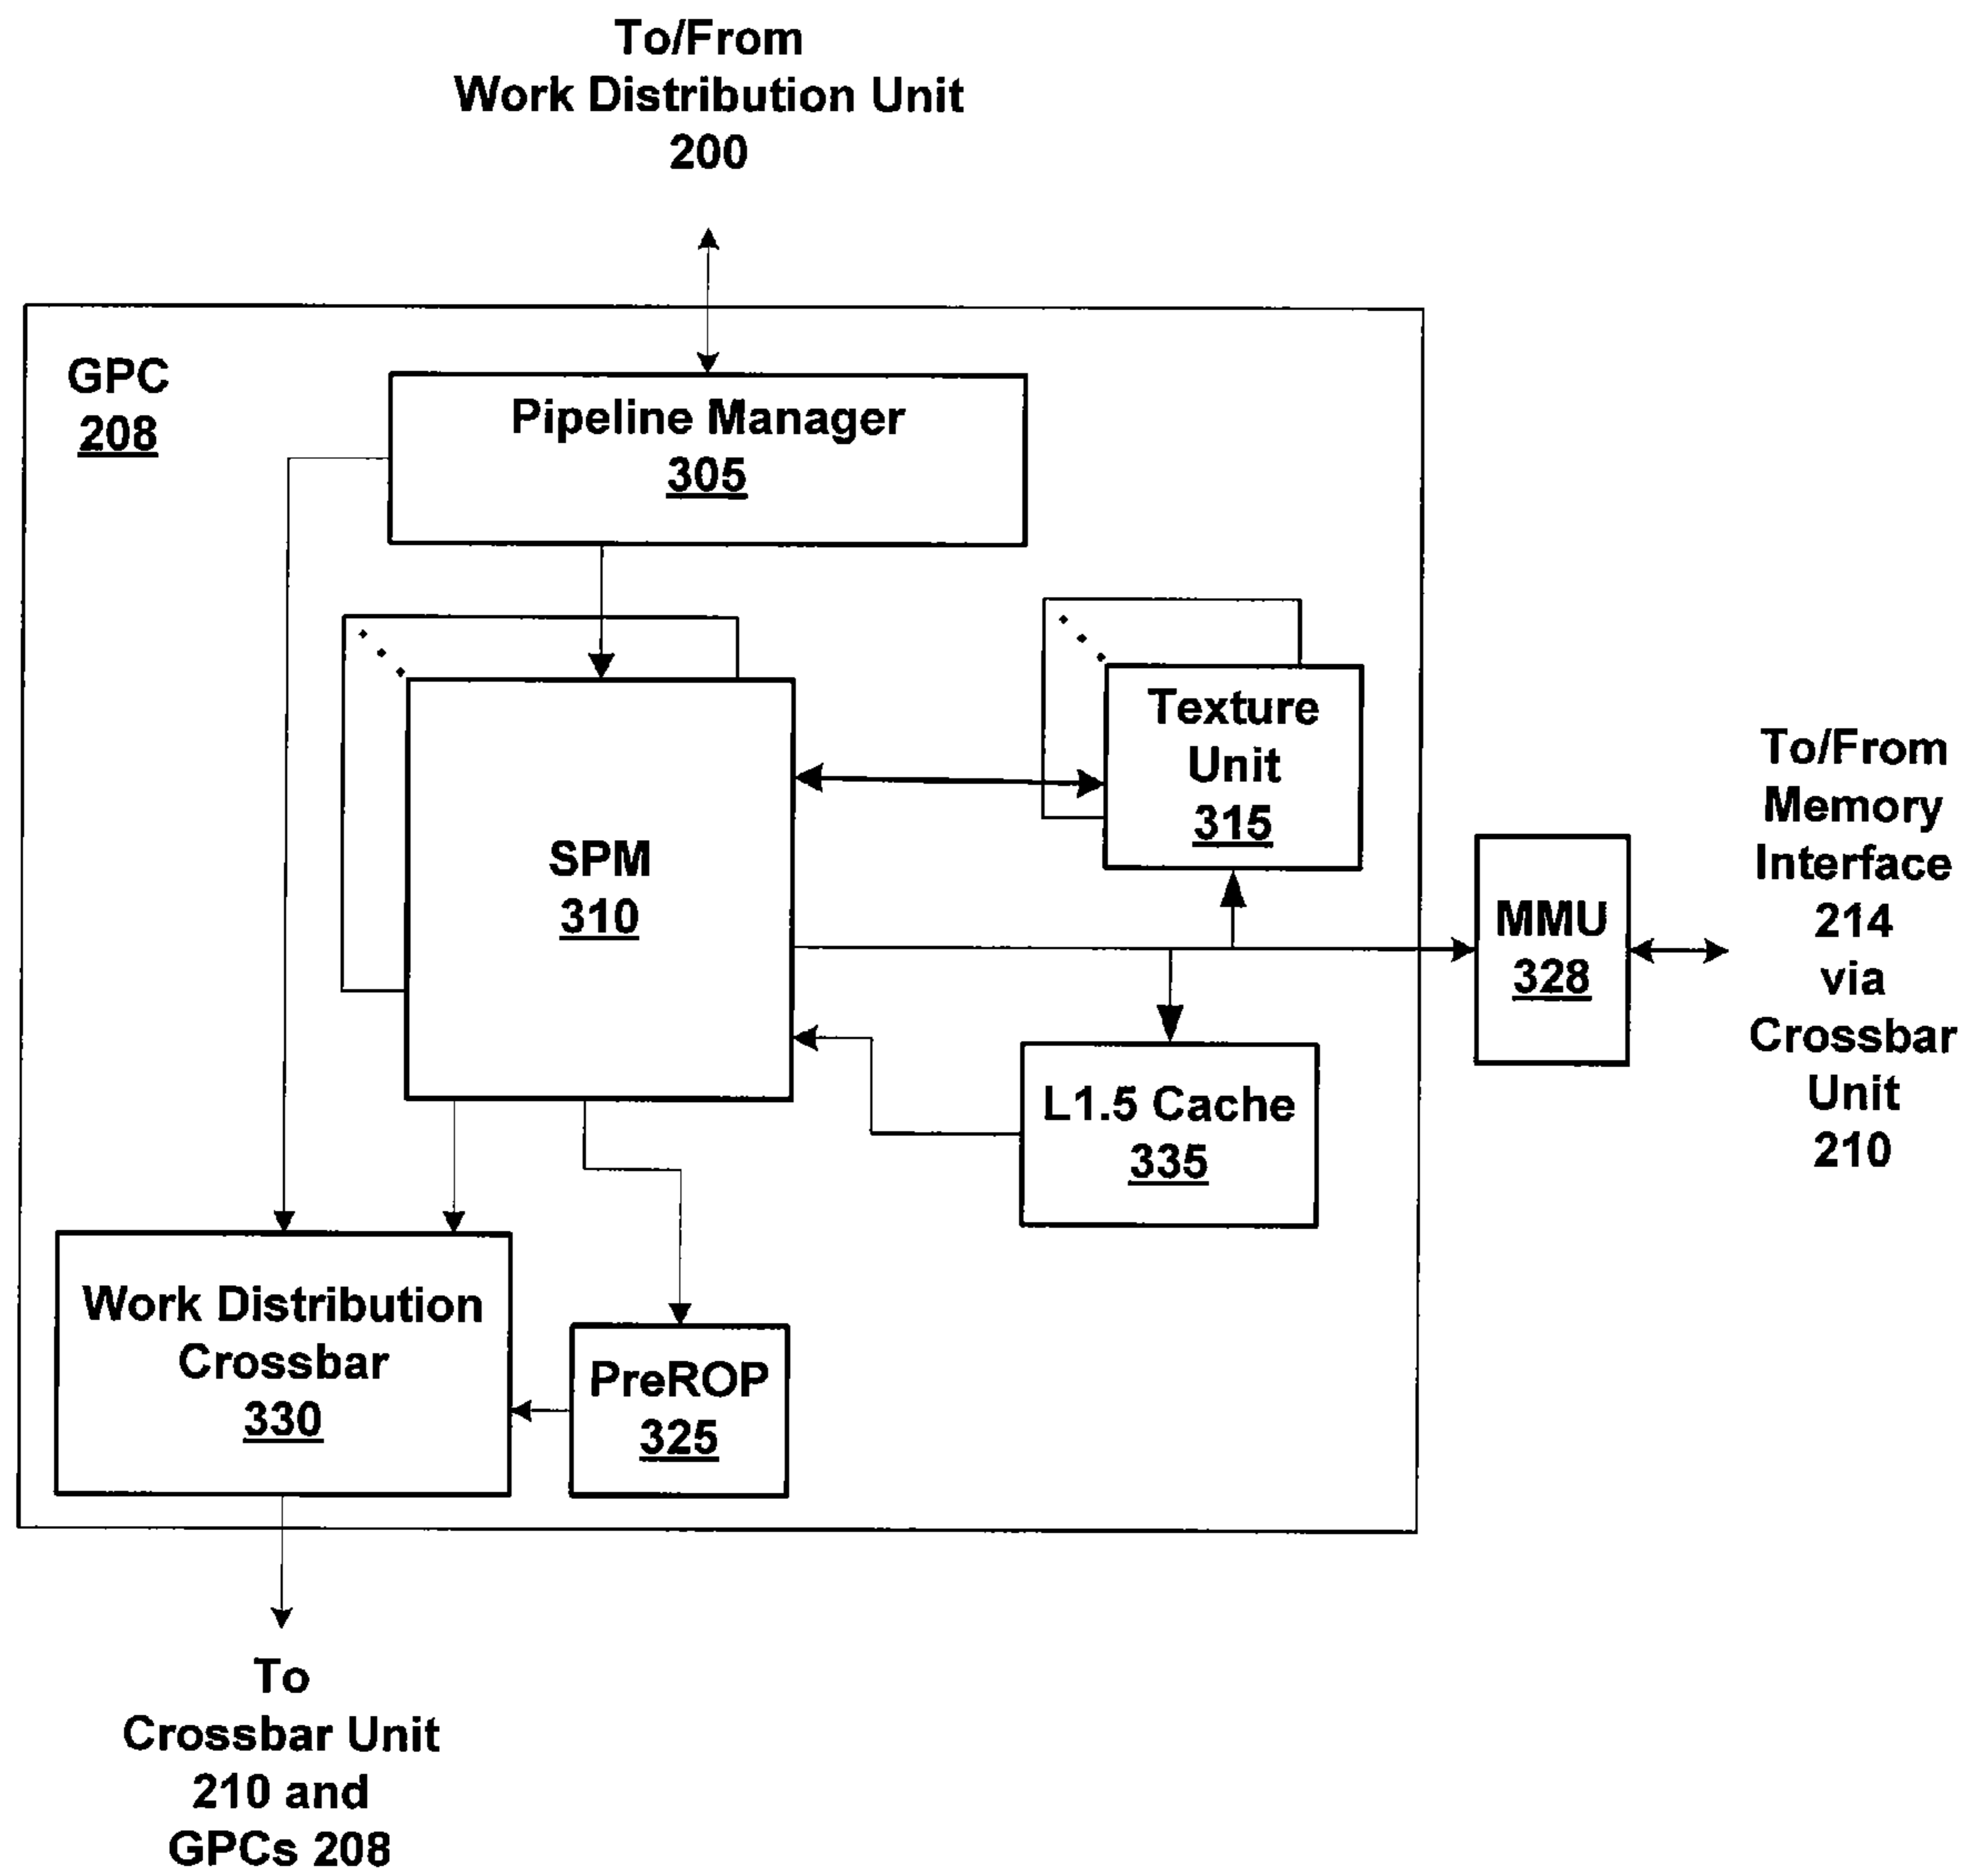 To/From
Work Distribution Unit
200
GPC
208
Pipeline Manager
305
Texture
Unit
315
SPM
310
MMU
328
To/From
Memory
Interface
214
via
Crossbar
Unit
210
L1.5 Cache
335
Work Distribution
Crossbar
330
PreROP
325
To
Crossbar Unit
210 and
GPCs 208